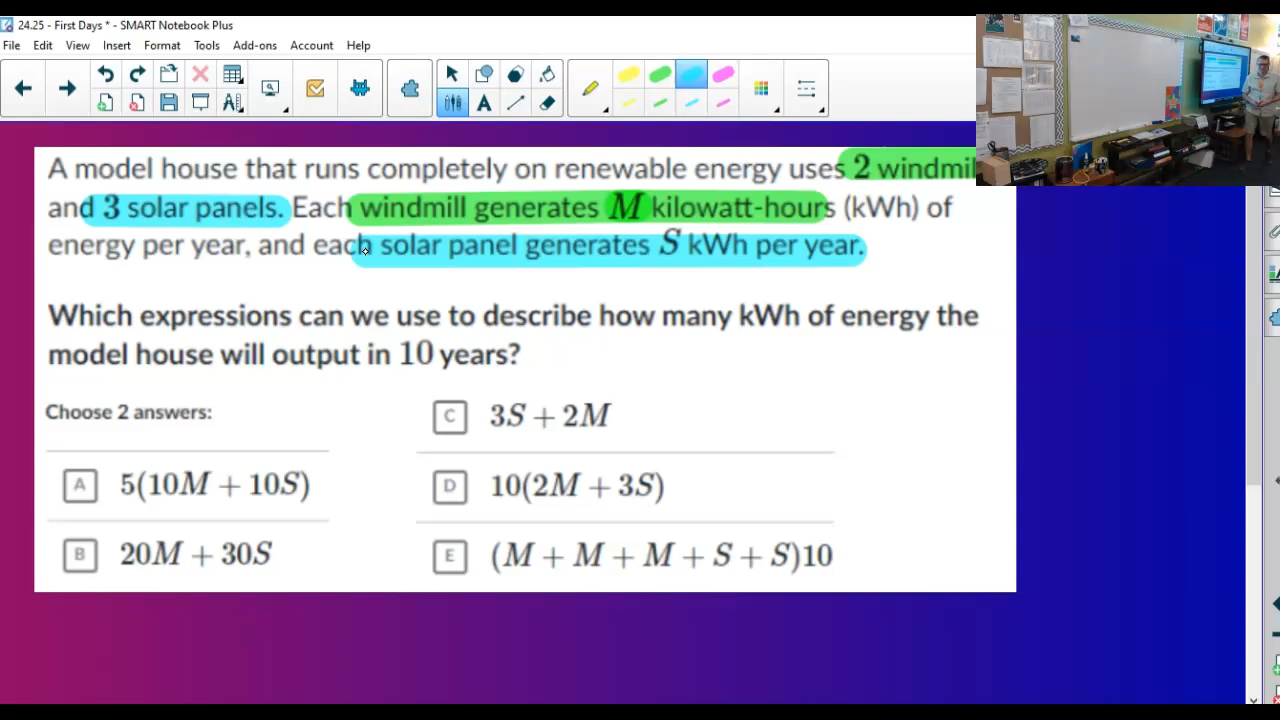 24.25 - First Days * - SMART Notebook Plus
File Edit View Insert Format Tools Add-ons Account Help
A model house that runs completely on renewable energy uses 2 windmil
and 3 solar panels. Each windmill generates M kilowatt-hours (kWh) of
energy per year, and each solar panel generates S kWh per year.
Which expressions can we use to describe how many kWh of energy the
model house will output in 10 years?
Choose 2 answers:
A 5(10M + 10S)
B 20M + 30S
C 3S + 2M
D 10(2M + 3S)
E (M + M + M + S + S)10